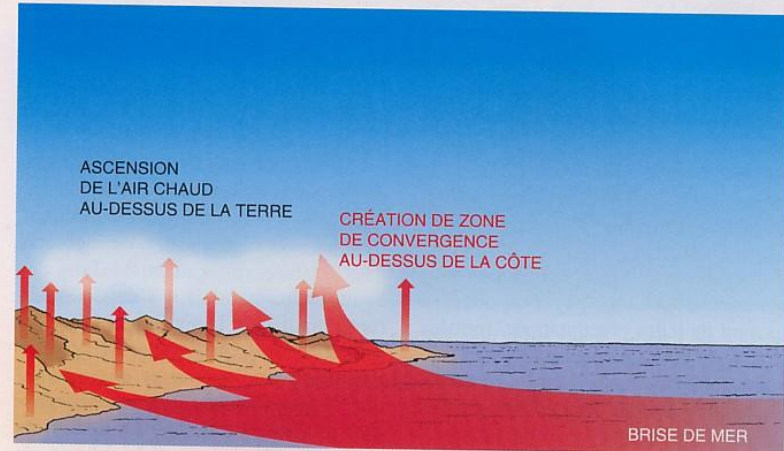 ASCENSION
DE L'AIR CHAUD
AU-DESSUS DE LA TERRE
CRÉATION DE ZONE
DE CONVERGENCE
AU-DESSUS DE LA CÔTE
BRISE DE MER